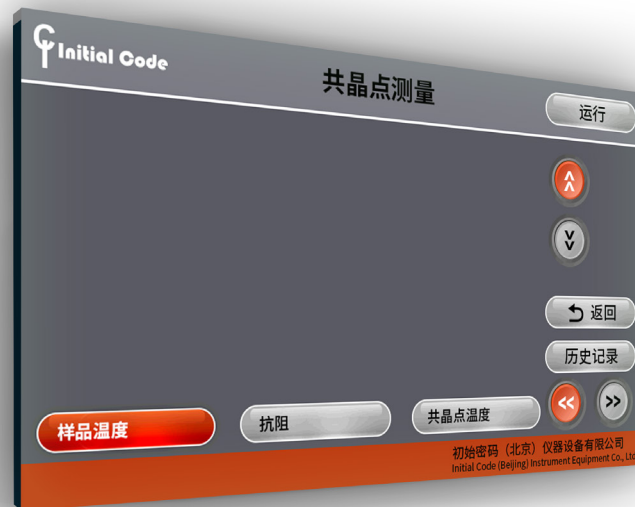 Initial Code
共晶点测量
运行
返回
历史记录
样品温度
抗阻
共晶点温度
初始密码（北京）仪器设备有限公司
Initial Code (Beijing) Instrument Equipment Co., Ltd